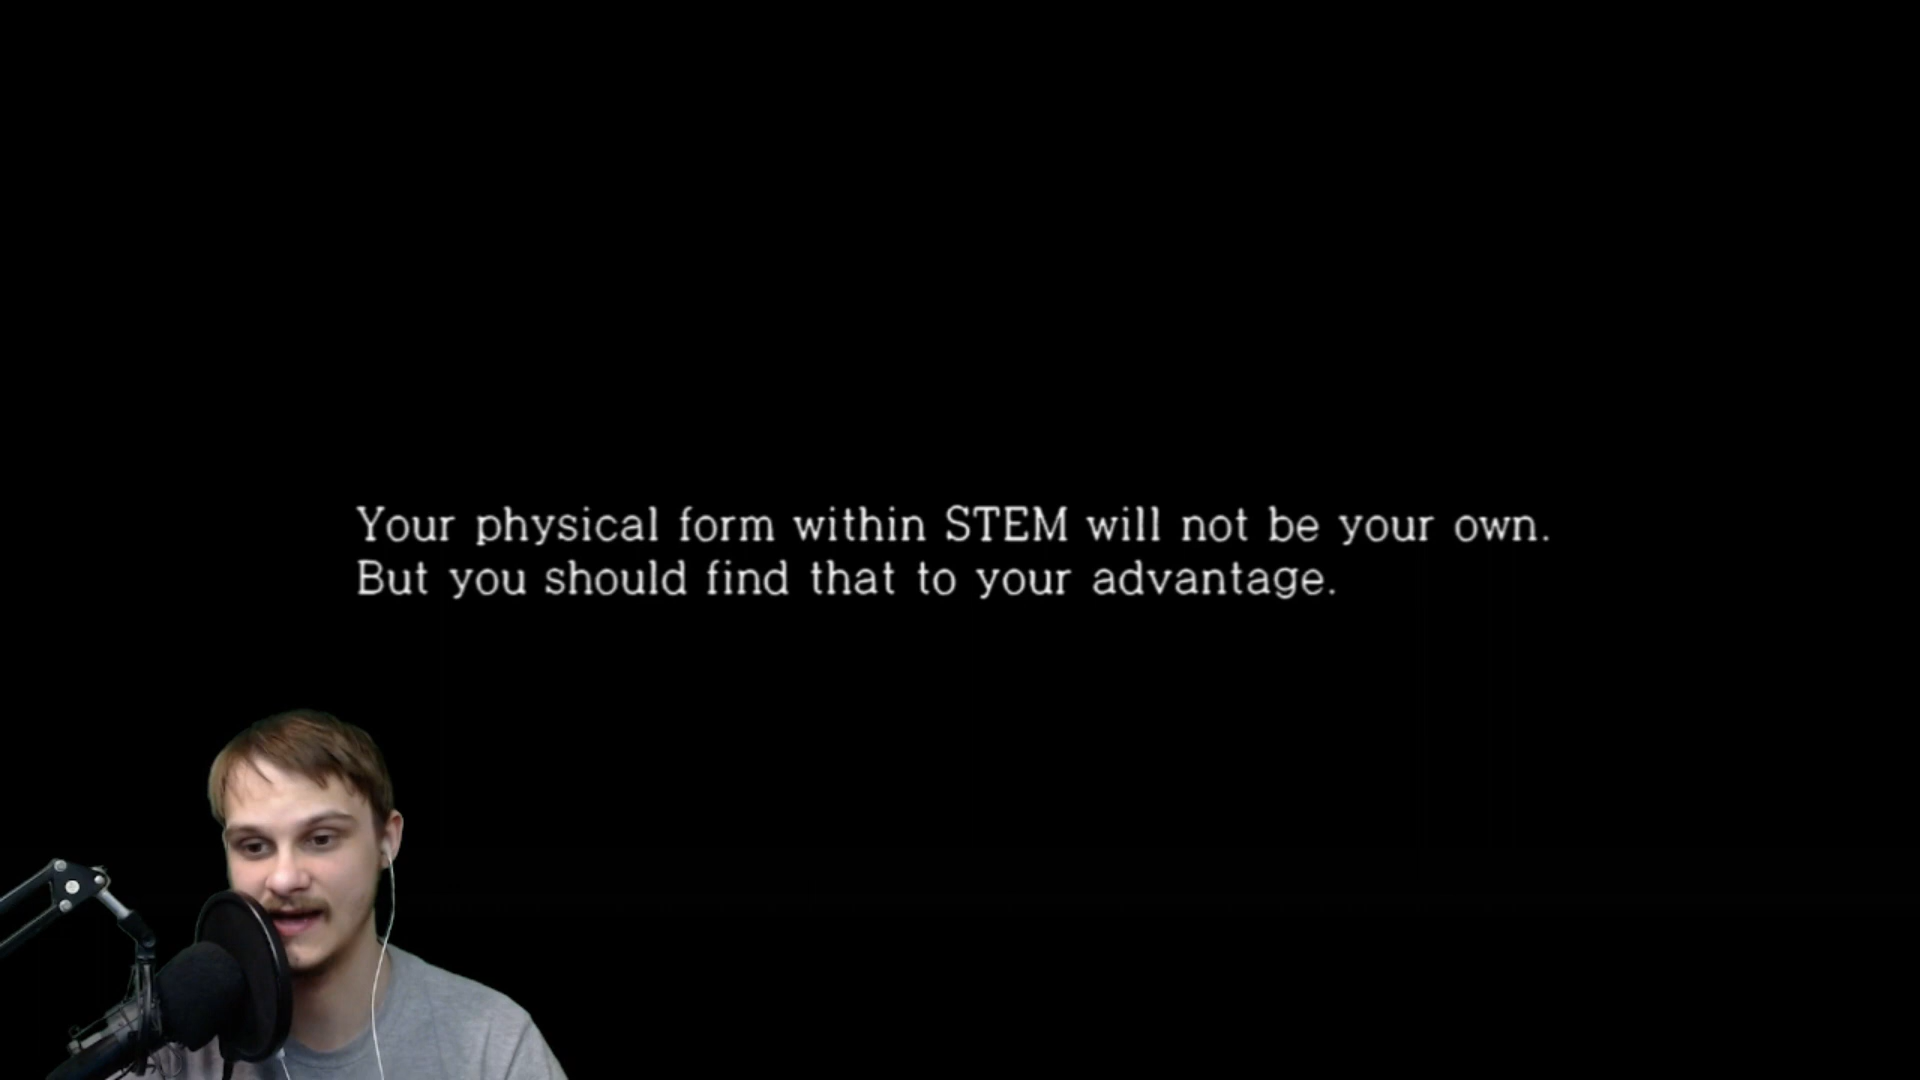 Your physical form within STEM will not be your own.
But you should find that to your advantage.